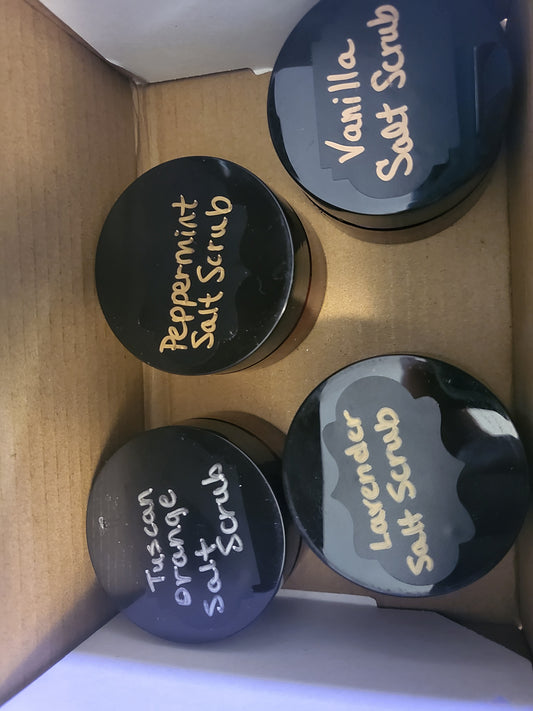 Vanilla
Salt Scrub
Peppermint
Salt Scrub
Lavender
Salt Scrub
Tuscan
orange
Salt
Scrub